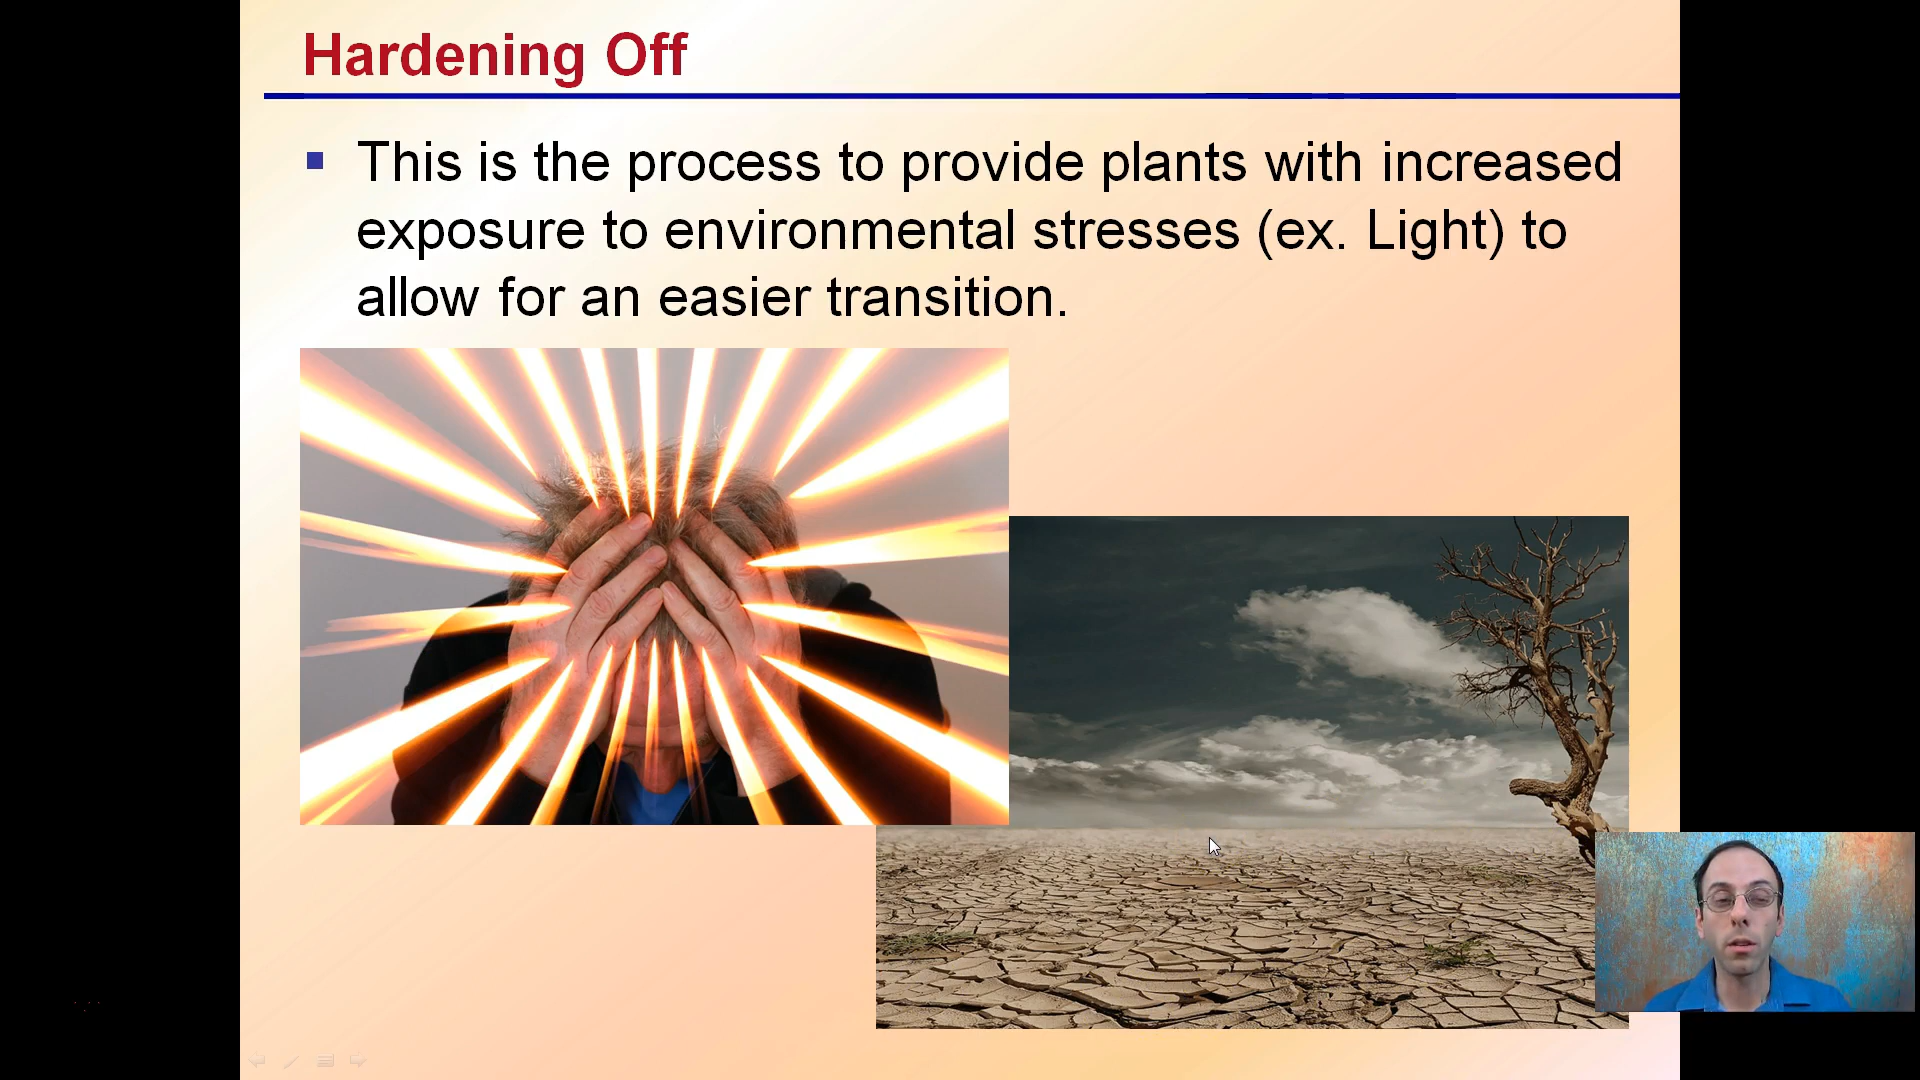 Hardening Off
This is the process to provide plants with increased
exposure to environmental stresses (ex. Light) to
allow for an easier transition.